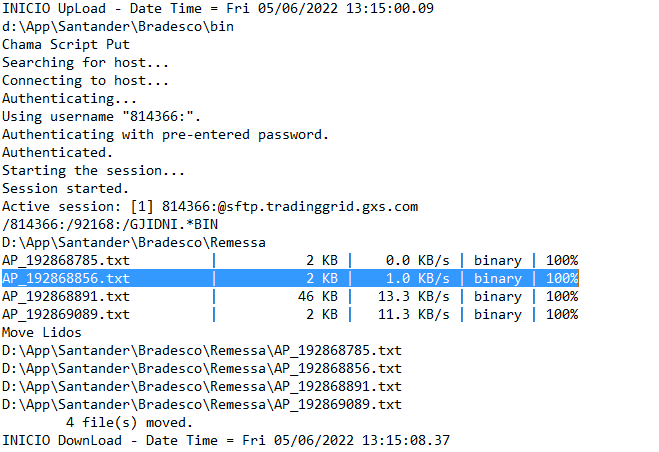 INICIO UpLoad - Date Time = Fri 05/06/2022 13:15:00.09
d:\App\Santander\Bradesco\bin
Chama Script Put
Searching for host...
Connecting to host...
Authenticating...
Using username "814366:".
Authenticating with pre-entered password.
Authenticated.
Starting the session...
Session started.
Active session: [1] 814366:@sftp.tradinggrid.gxs.com
/814366:/92168:/GJIDNI.*BIN
D:\App\Santander\Bradesco\Remessa
AP_192868785.txt          |           2 KB |    0.0 KB/s | binary | 100%
AP_192868856.txt          |           2 KB |    1.0 KB/s | binary | 100%
AP_192868891.txt          |          46 KB |   13.3 KB/s | binary | 100%
AP_192869089.txt          |           2 KB |   11.3 KB/s | binary | 100%
Move Lidos
D:\App\Santander\Bradesco\Remessa\AP_192868785.txt
D:\App\Santander\Bradesco\Remessa\AP_192868856.txt
D:\App\Santander\Bradesco\Remessa\AP_192868891.txt
D:\App\Santander\Bradesco\Remessa\AP_192869089.txt
        4 file(s) moved.
INICIO DownLoad - Date Time = Fri 05/06/2022 13:15:08.37